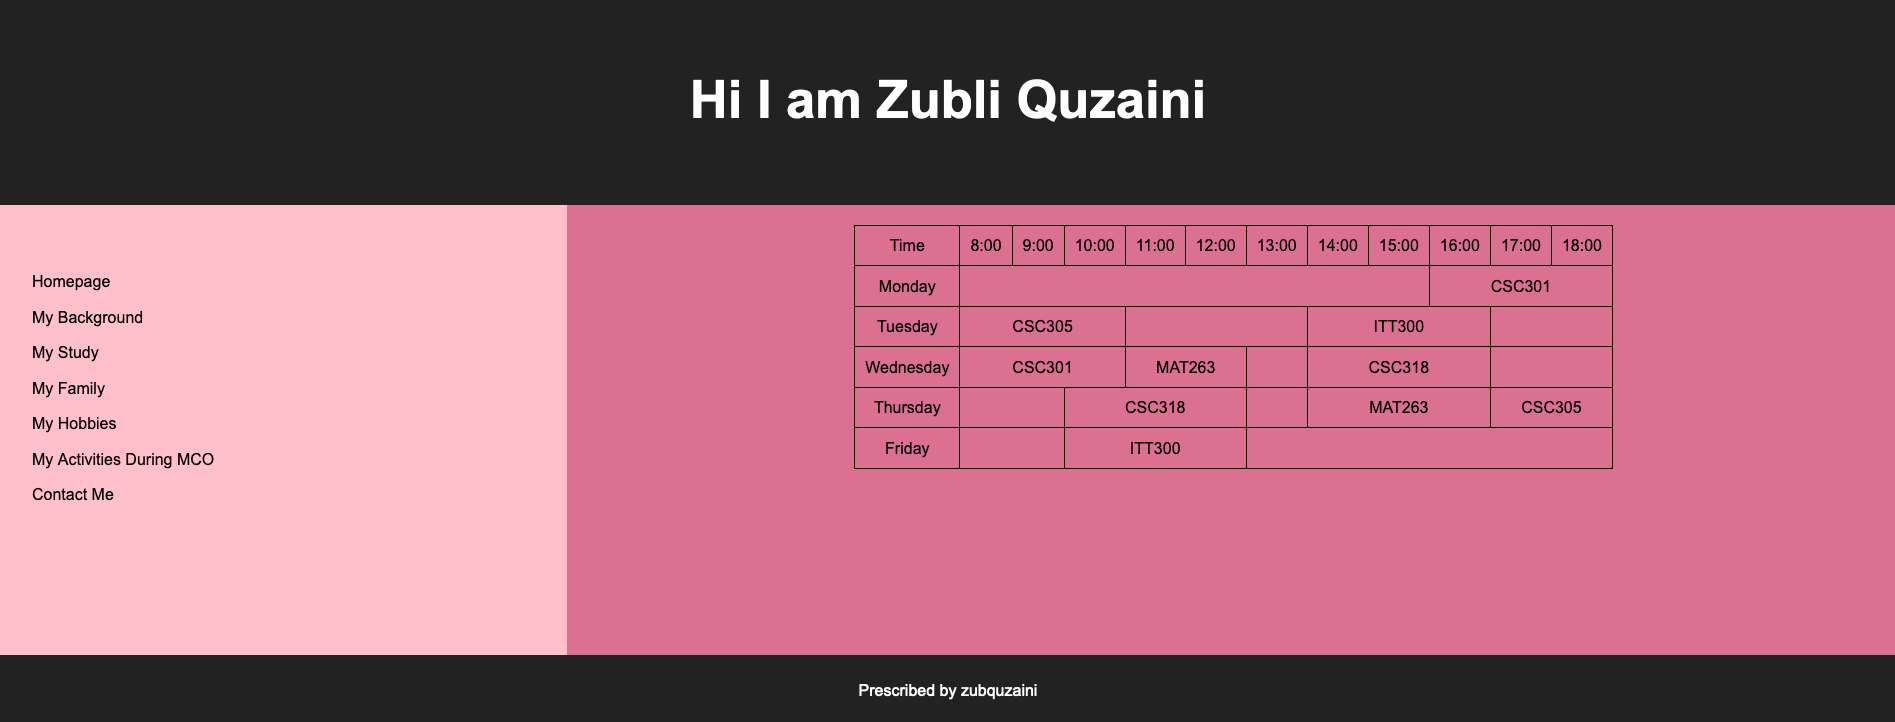 Hi I am Zubli Quzaini
Homepage
My Background
My Study
My Family
My Hobbies
My Activities During MCO
Contact Me
Time 8:00 9:00 10:00 11:00 12:00 13:00 14:00 15:00 16:00 17:00 18:00
Monday CSC301
Tuesday CSC305 ITT300
Wednesday CSC301 MAT263 CSC318
Thursday CSC318 MAT263 CSC305
Friday ITT300
Prescribed by zubquzaini